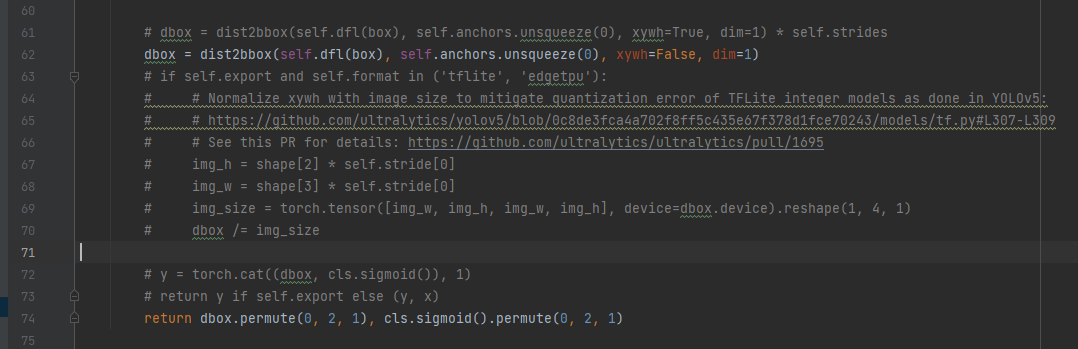 60
61 # dbox = dist2bbox(self.dfl(box), self.anchors.unsqueeze(0), xywh=True, dim=1) * self.strides
62 dbox = dist2bbox(self.dfl(box), self.anchors.unsqueeze(0), xywh=False, dim=1)
63 # if self.export and self.format in ('tflite', 'edgetpu'):
64 #     # Normalize xywh with image size to mitigate quantization error of TFLite integer models as done in YOLOv5:
65 #     # https://github.com/ultralytics/yolov5/blob/0c8de3fca4a702f8ff5c435e67f378d1fce70243/models/tf.py#L307-L309
66 #     # See this PR for details: https://github.com/ultralytics/ultralytics/pull/1695
67 #     img_h = shape[2] * self.stride[0]
68 #     img_w = shape[3] * self.stride[0]
69 #     img_size = torch.tensor([img_w, img_h, img_w, img_h], device=dbox.device).reshape(1, 4, 1)
70 #     dbox /= img_size
71
72 # y = torch.cat((dbox, cls.sigmoid()), 1)
73 # return y if self.export else (y, x)
74 return dbox.permute(0, 2, 1), cls.sigmoid().permute(0, 2, 1)
75